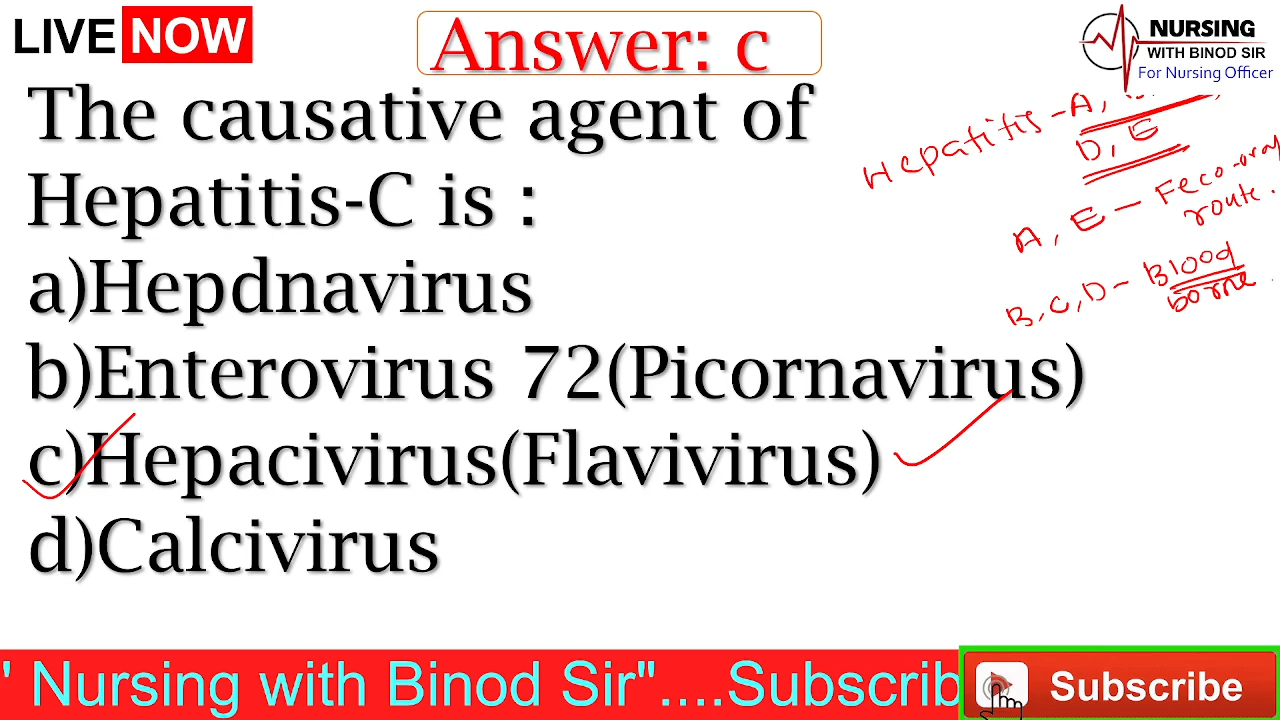 LIVE NOW
Answer: c
NURSING
WITH BINOD SIR
For Nursing Officer
The causative agent of
Hepatitis-C is :
a)Hepdnavirus
b)Enterovirus 72(Picornavirus)
c)Hepacivirus(Flavivirus)
d)Calcivirus
Hepatitis - A,
D, E
A, E - Feco-oral
route.
B, C, D - Blood
borne.
' Nursing with Binod Sir"....Subscrib
Subscribe